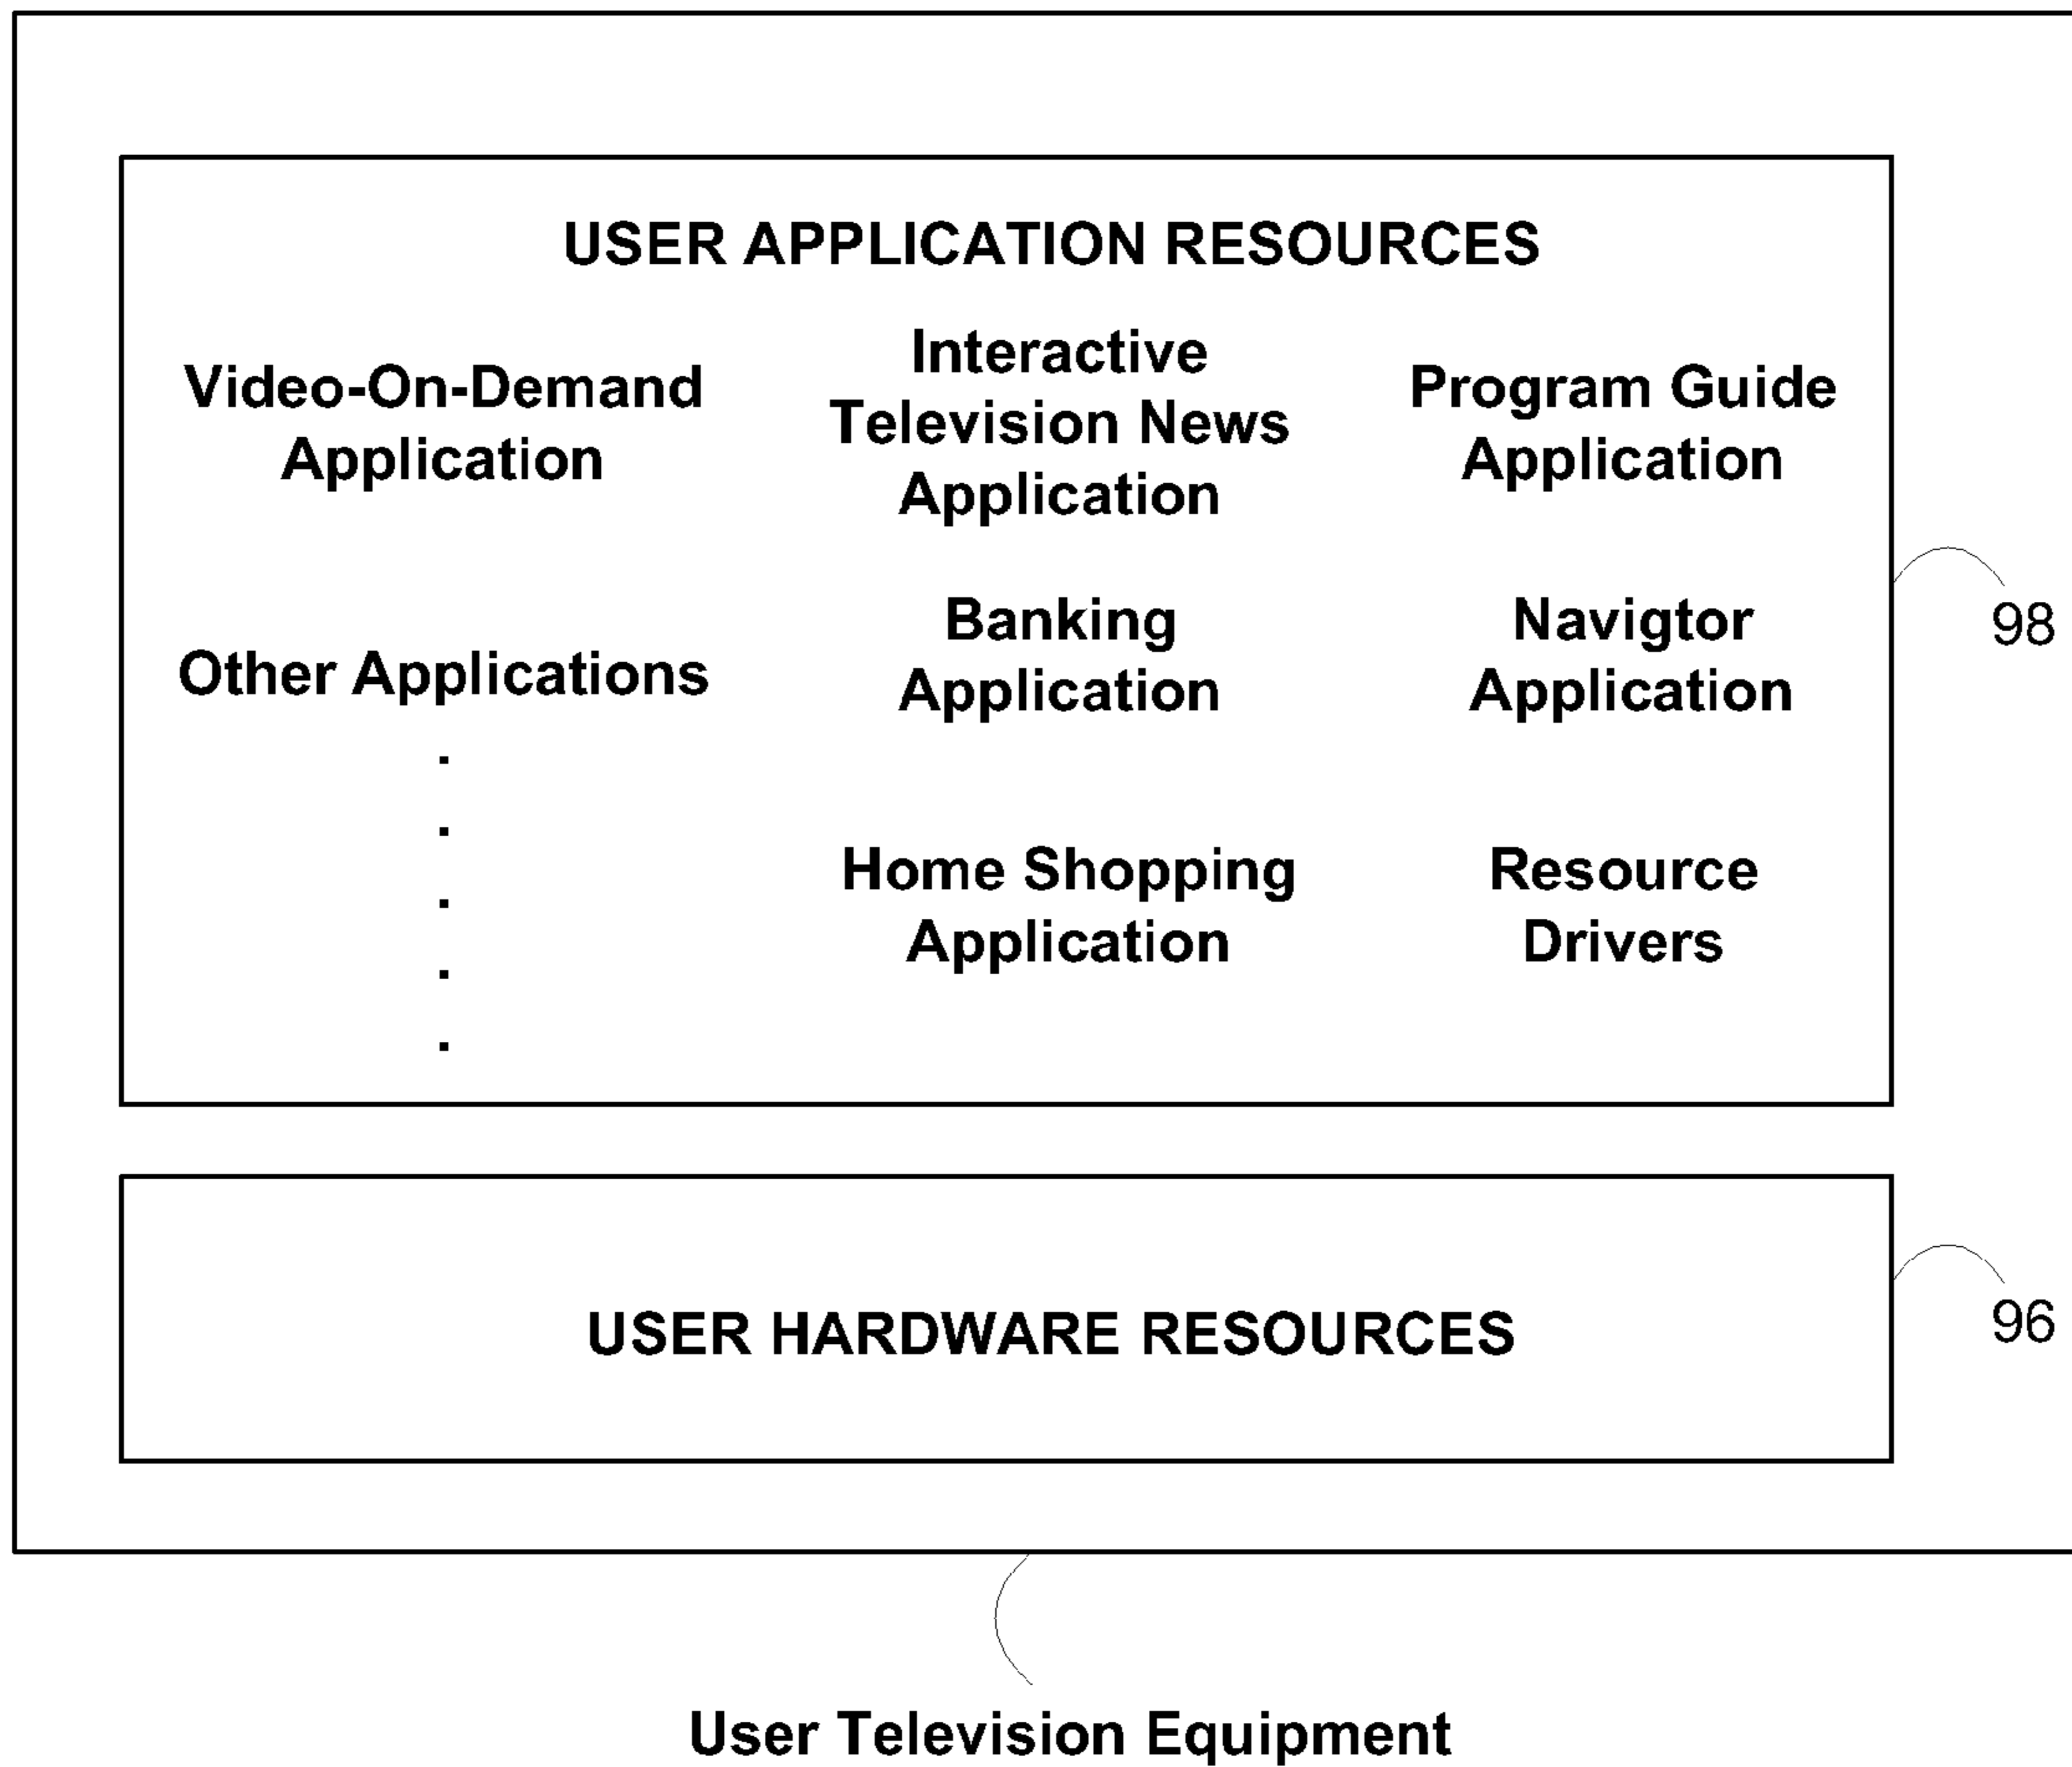 USER APPLICATION RESOURCES
Video-On-Demand
Application
Interactive
Television News
Application
Program Guide
Application
Other Applications
.
.
.
.
.
Banking
Application
Navigtor
Application
98
Home Shopping
Application
Resource
Drivers
USER HARDWARE RESOURCES
96
User Television Equipment